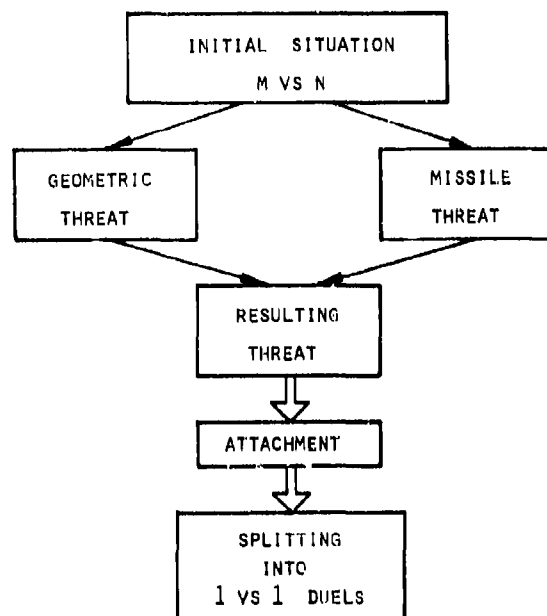 INITIAL SITUATION
M VS N
GEOMETRIC
THREAT
MISSILE
THREAT
RESULTING
THREAT
ATTACHMENT
SPLITTING
INTO
1 VS 1 DUELS